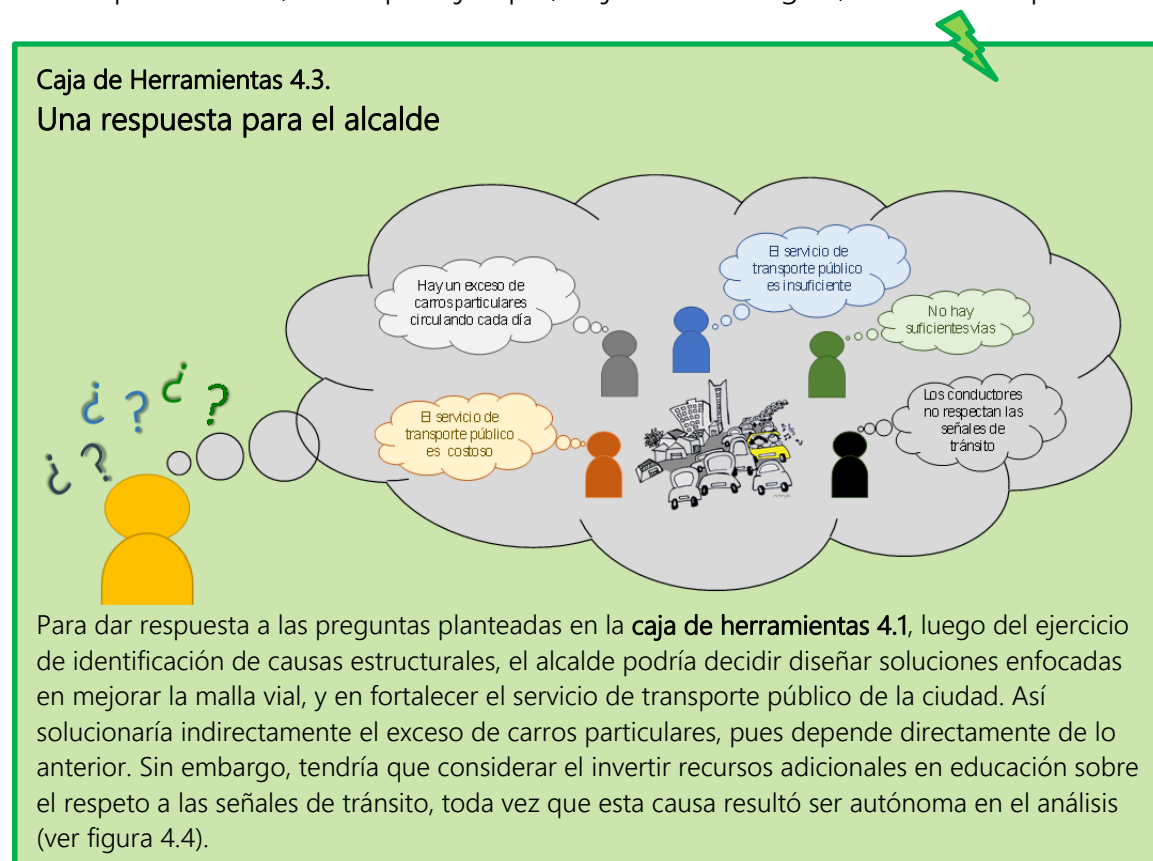 Caja de Herramientas 4.3.
Una respuesta para el alcalde
El servicio de
transporte público
es insuficiente
Hay un exceso de
carros particulares
circulando cada día
No hay
suficientes vías
Los conductores
no respectan las
señales de
tránsito
El servicio de
transporte público
es costoso
¿ ? ¿ ?
¿ ?
Para dar respuesta a las preguntas planteadas en la caja de herramientas 4.1, luego del ejercicio
de identificación de causas estructurales, el alcalde podría decidir diseñar soluciones enfocadas
en mejorar la malla vial, y en fortalecer el servicio de transporte público de la ciudad. Así
solucionaría indirectamente el exceso de carros particulares, pues depende directamente de lo
anterior. Sin embargo, tendría que considerar el invertir recursos adicionales en educación sobre
el respeto a las señales de tránsito, toda vez que esta causa resultó ser autónoma en el análisis
(ver figura 4.4).